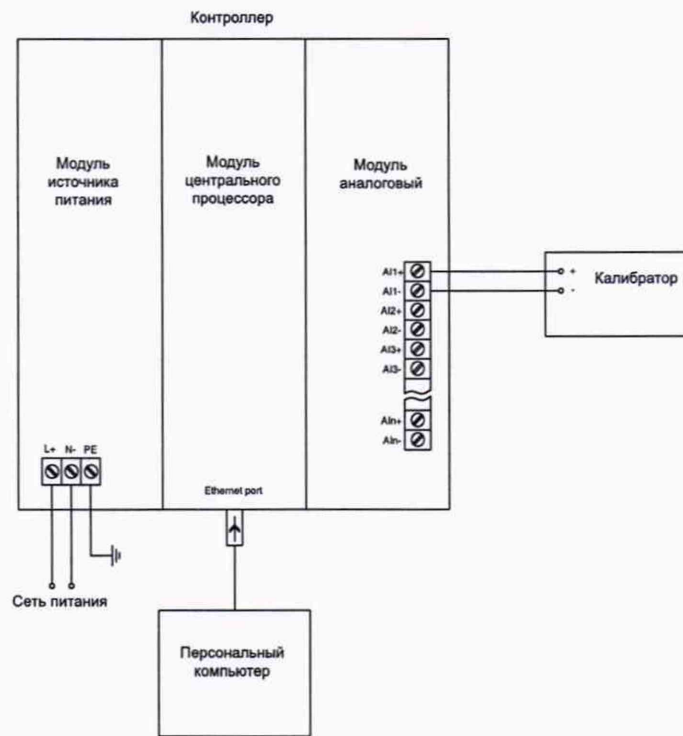 Контроллер
Модуль
источника
питания
Модуль
центрального
процессора
Модуль
аналоговый
AI1+
AI1-
AI2+
AI2-
AI3+
AI3-
AIn+
AIn-
+
-
Калибратор
L+ N- PE
Ethernet port
Сеть питания
Персональный
компьютер